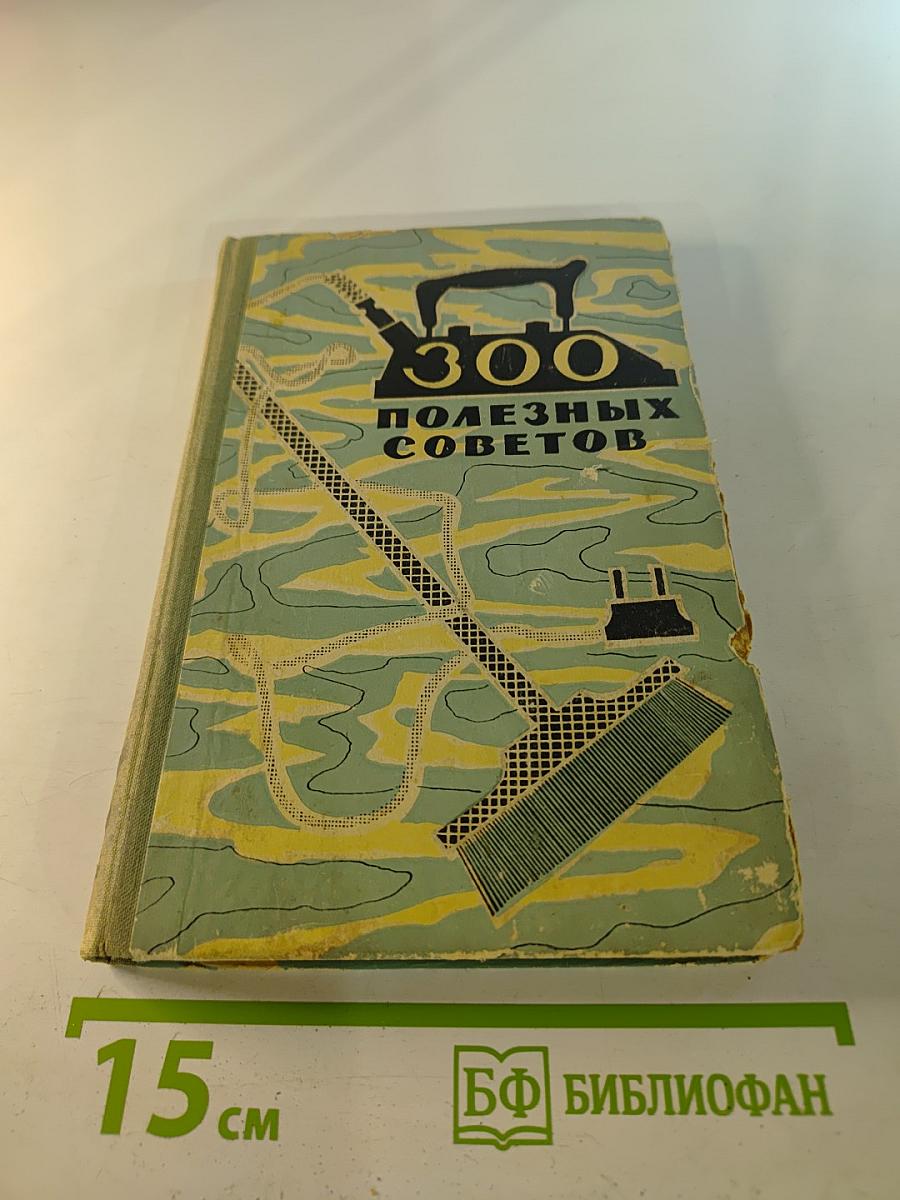 300
ПОЛЕЗНЫХ
СОВЕТОВ
15 см
БФ БИБЛИОФАН